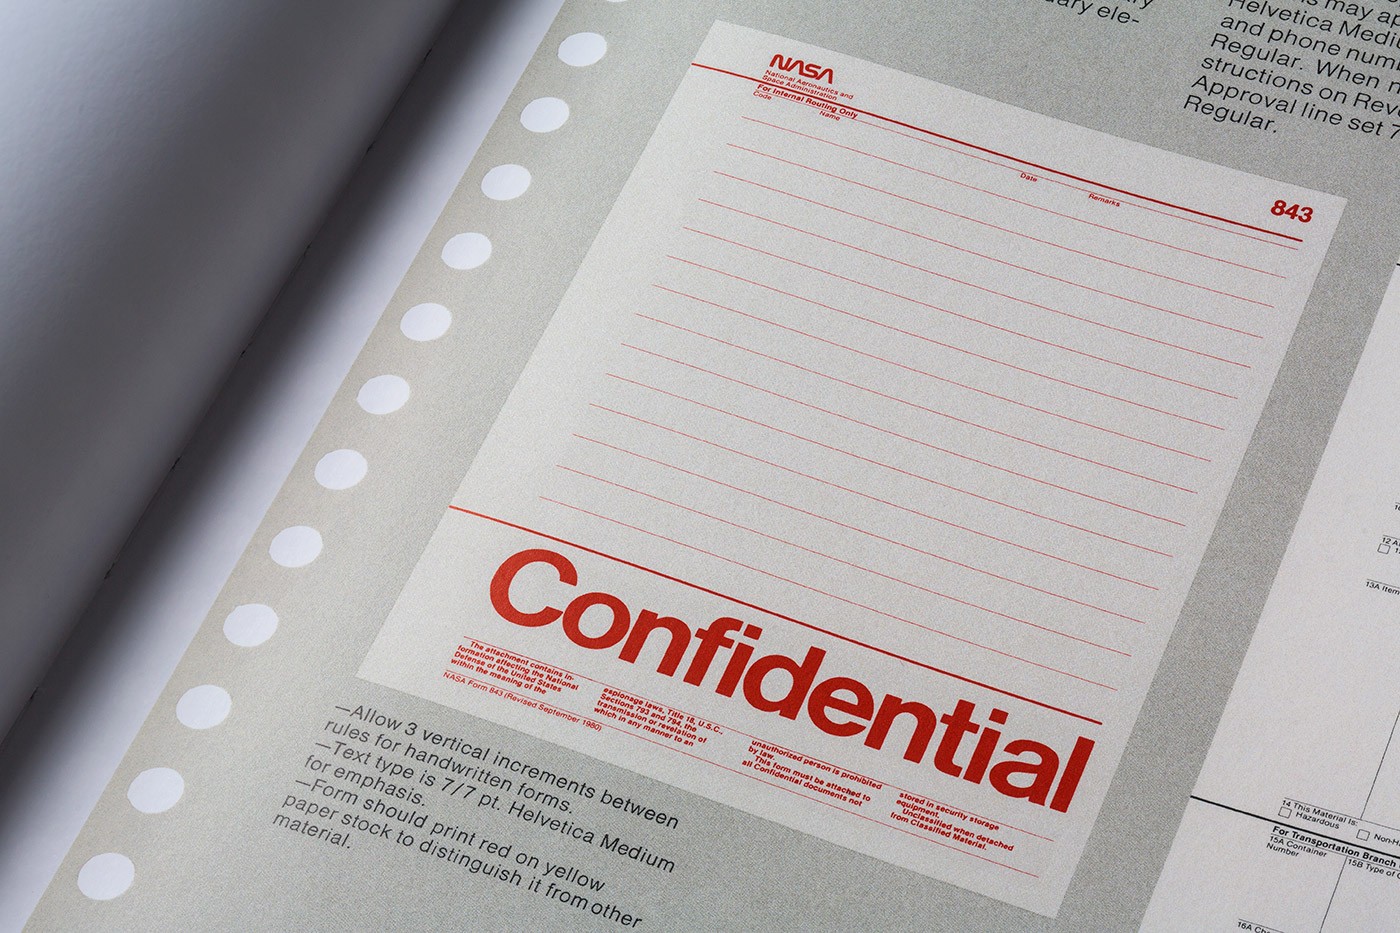 ary ele-
may ap
Helvetica Medi
and phone num
Regular. When
structions on Rev
Approval line set 7
Regular.
NASA
National Aeronautics and
Space Administration
For Internal Routing Only
Code
Name
Date
Remarks
843
Confidential
The attachment contains in-
formation affecting the National
Defense of the United States
within the meaning of the
espionage laws, Title 18, U.S.C.,
Sections 793 and 794, the
transmission or revelation of
which in any manner to an
unauthorized person is prohibited
by law.
This form must be attached to
all Confidential documents not
stored in security storage
equipment.
Unclassified when detached
from Classified Material.
NASA Form 843 (Revised September 1980)
—Allow 3 vertical increments between
rules for handwritten forms.
—Text type is 7/7 pt. Helvetica Medium
for emphasis.
—Form should print red on yellow
paper stock to distinguish it from other
material.
13A Item
14 This Material Is:
Hazardous
Non-H
For Transportation Branch
15A Container
Number
15B Type of